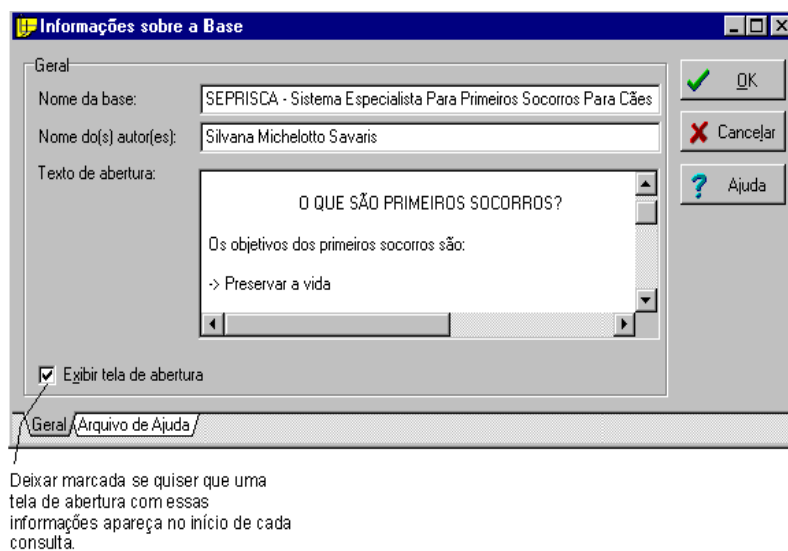 Informações sobre a Base
Geral
Nome da base: SEPRISCA - Sistema Especialista Para Primeiros Socorros Para Cães
Nome do(s) autor(es): Silvana Michelotto Savaris
Texto de abertura:
O QUE SÃO PRIMEIROS SOCORROS?
Os objetivos dos primeiros socorros são:
-> Preservar a vida
Exibir tela de abertura
OK
Cancelar
Ajuda
Geral Arquivo de Ajuda
Deixar marcada se quiser que uma
tela de abertura com essas
informações apareça no início de cada
consulta.